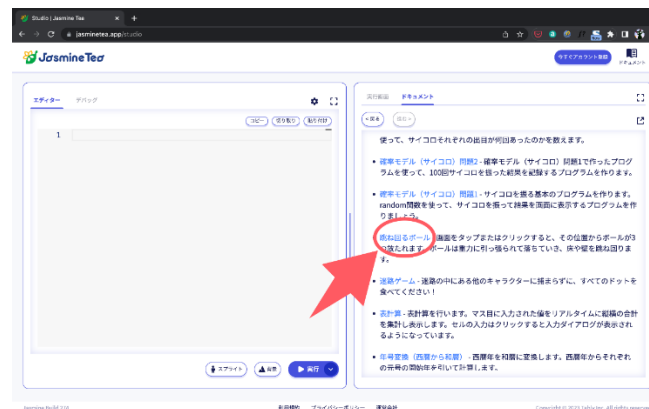 Studio | Jasmine Tea
jasminetea.app/studio
JasmineTea
今すぐアカウント登録
ドキュメント
エディター デバッグ
コピー 切り取り 貼り付け
1
スプライト 背景 実行
実行画面 ドキュメント
< 戻る 進む >
使って、サイコロそれぞれの出目が何回あったのかを数えます。
• 確率モデル（サイコロ）問題2 - 確率モデル（サイコロ）問題1で作ったプログ
ラムを使って、100回サイコロを振った結果を記録するプログラムを作ります。
• 確率モデル（サイコロ）問題1 - サイコロを振る基本のプログラムを作ります。
random関数を使って、サイコロを振って結果を画面に表示するプログラムを作
りましょう。
• 跳ね回るボール 画面をタップまたはクリックすると、その位置からボールが3
つ放たれます。ボールは重力に引っ張られて落ちていき、床や壁を跳ね回りま
す。
• 迷路ゲーム - 迷路の中にある他のキャラクターに捕まらずに、すべてのドットを
食べてください！
• 表計算 - 表計算を行います。マス目に入力された値をリアルタイムに縦横の合計
を集計し表示します。セルの入力はクリックすると入力ダイアログが表示され
るようになっています。
• 年号変換（西暦から和暦） - 西暦年を和暦に変換します。西暦年からそれぞれ
の元号の開始年を引いて計算します。
利用規約 プライバシーポリシー 運営会社